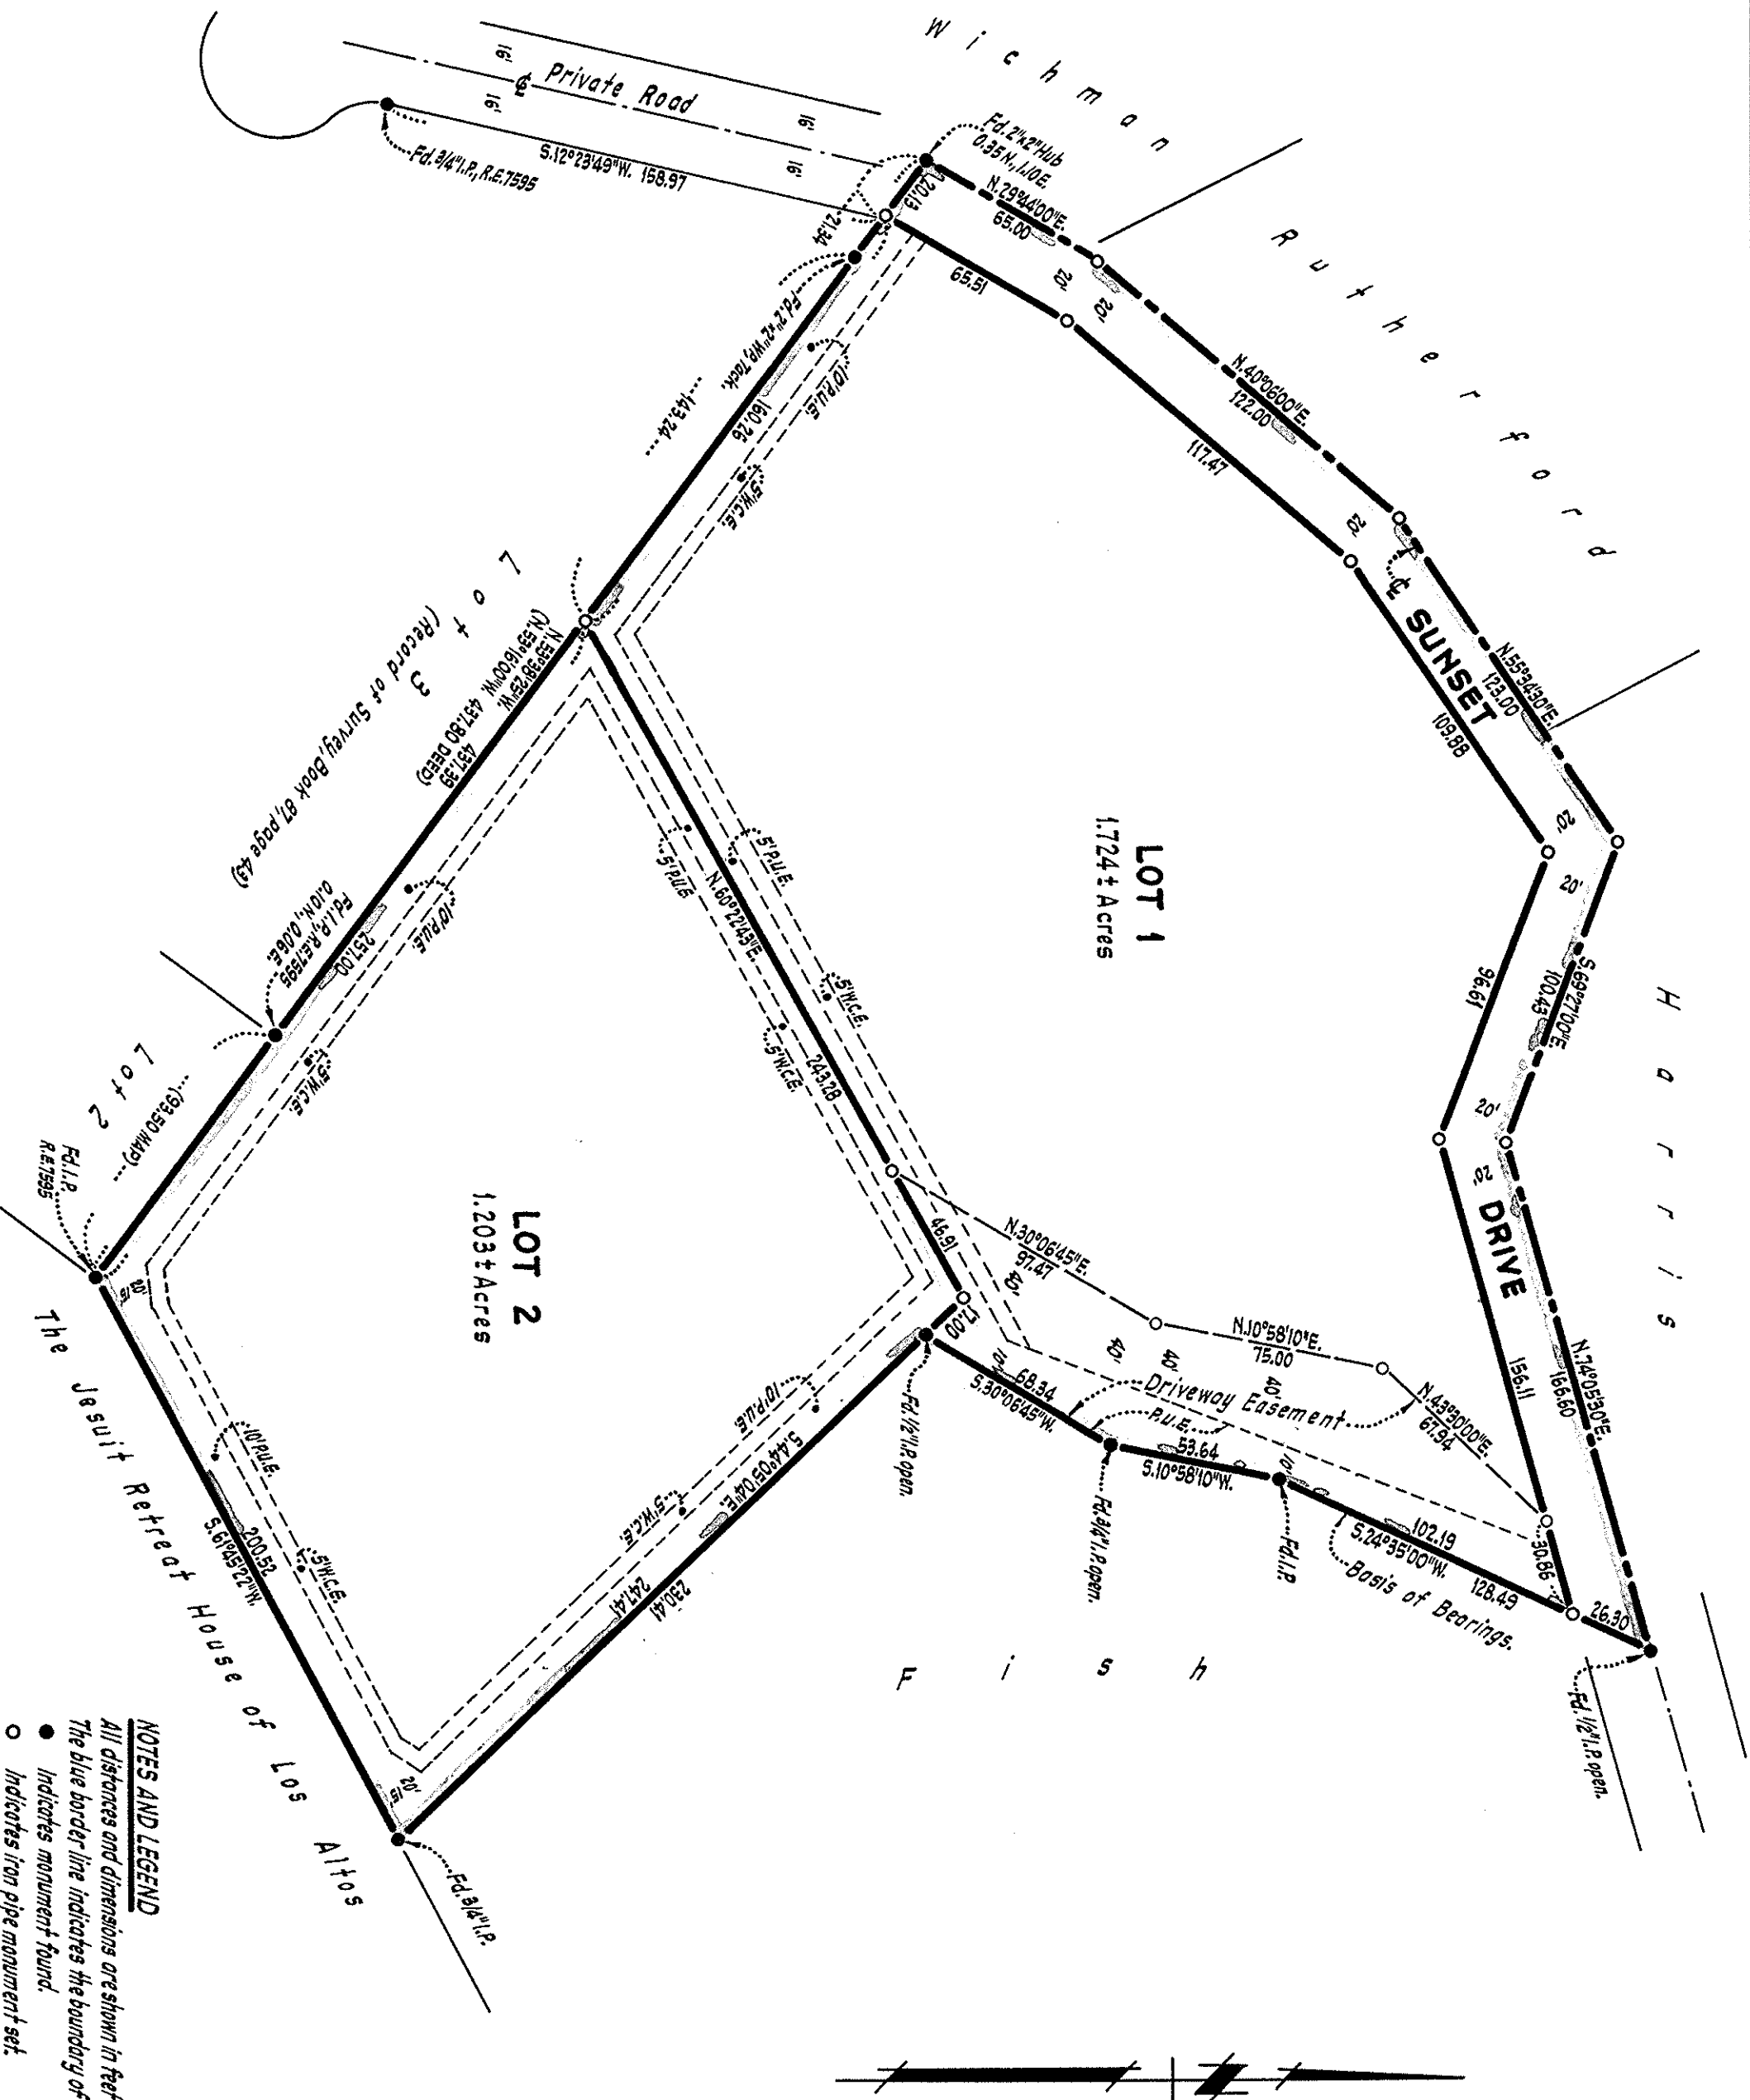 Wichman
Rutherford
Harris
Private Road
℄
16'
16'
16'
16'
Fd. 3/4" I.P., R.E. 7595
S.12°23'49"W. 158.97
Fd. 2"x2" Hub
0.35 N., 1.10 E.
20.13
21.34
N.29°44'00"E.
65.00
65.51
20'
20'
N.40°06'00"E.
122.00
117.47
20'
℄ SUNSET DRIVE
N.55°34'30"E.
123.00
109.88
20'
20'
S.69°27'00"E.
100.43
96.61
20'
20'
N.74°05'30"E.
166.60
156.11
30.86
26.30
Fd. 1/2" I.P. open.
Fd. 2"x2" WP, Tack.
160.26
143.24
10' P.U.E.
5' W.C.E.
LOT 1
1.724± Acres
Lot 3
(Record of Survey, Book 87, page 43)
N.53°38'25"W. 437.39
(N.53°16'00"W. 437.80 DEED)
5' P.U.E.
5' P.U.E
N.60°22'43"E.
243.28
5' W.C.E.
5' W.C.E.
46.91
17.00
N.30°06'45"E.
97.47
40'
40'
40'
40'
N.10°58'10"E.
75.00
N.43°30'00"E.
67.94
Driveway Easement
P.U.E.
10'
68.34
S.30°06'45"W.
53.64
S.10°58'10"W.
10'
102.19
S.24°35'00"W.
128.49
Basis of Bearings.
Fd. 1/2" I.P. open.
Fd. 3/4" I.P. open.
Fd. I.P.
Fish
10' P.U.E.
257.00
Fd. I.P., R.E. 7595
0.10 N., 0.06 E.
5' W.C.E.
Lot 2
(93.50 MAP)
Fd. I.P.
R.E. 7595
LOT 2
1.203± Acres
20'
15'
10' P.U.E.
5' W.C.E.
S.44°05'04"E.
230.41
247.41
10' P.U.E.
5' W.C.E.
200.52
S.61°45'22"W.
20'
15'
Fd. 3/4" I.P.
The Jesuit Retreat House of Los Altos
NOTES AND LEGEND
All distances and dimensions are shown in feet
The blue border line indicates the boundary of
● Indicates monument found.
○ Indicates iron pipe monument set.